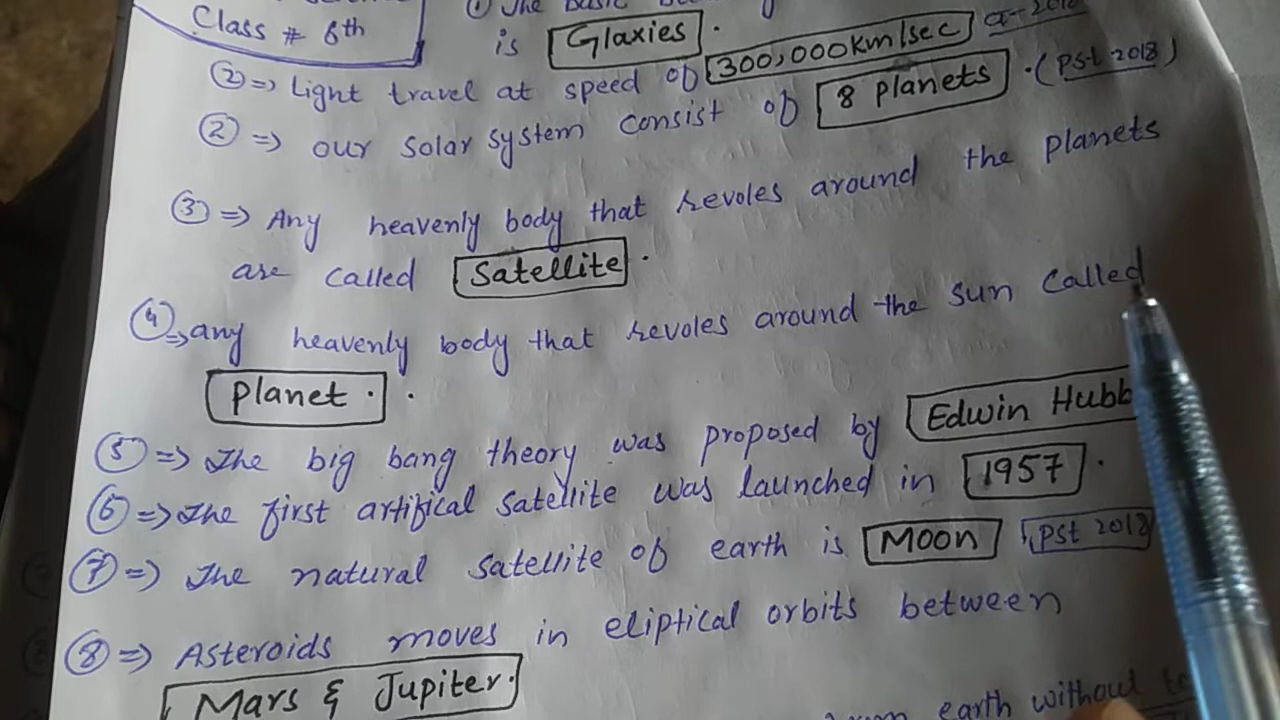 Class # 6th
① The basic
is Glaxies.
②=> Light travel at speed of 300,000km/sec
②=> our solar system consist of 8 planets. (Pst 2018)
③=> Any heavenly body that revoles around the planets
are called Satellite.
④=> any heavenly body that revoles around the sun called
Planet. .
⑤=> The big bang theory was proposed by Edwin Hubb
⑥=> The first artifical satellite was launched in 1957.
⑦=> The natural satellite of earth is Moon Pst 2018
⑧=> Asteroids moves in eliptical orbits between
Mars & Jupiter.
earth without